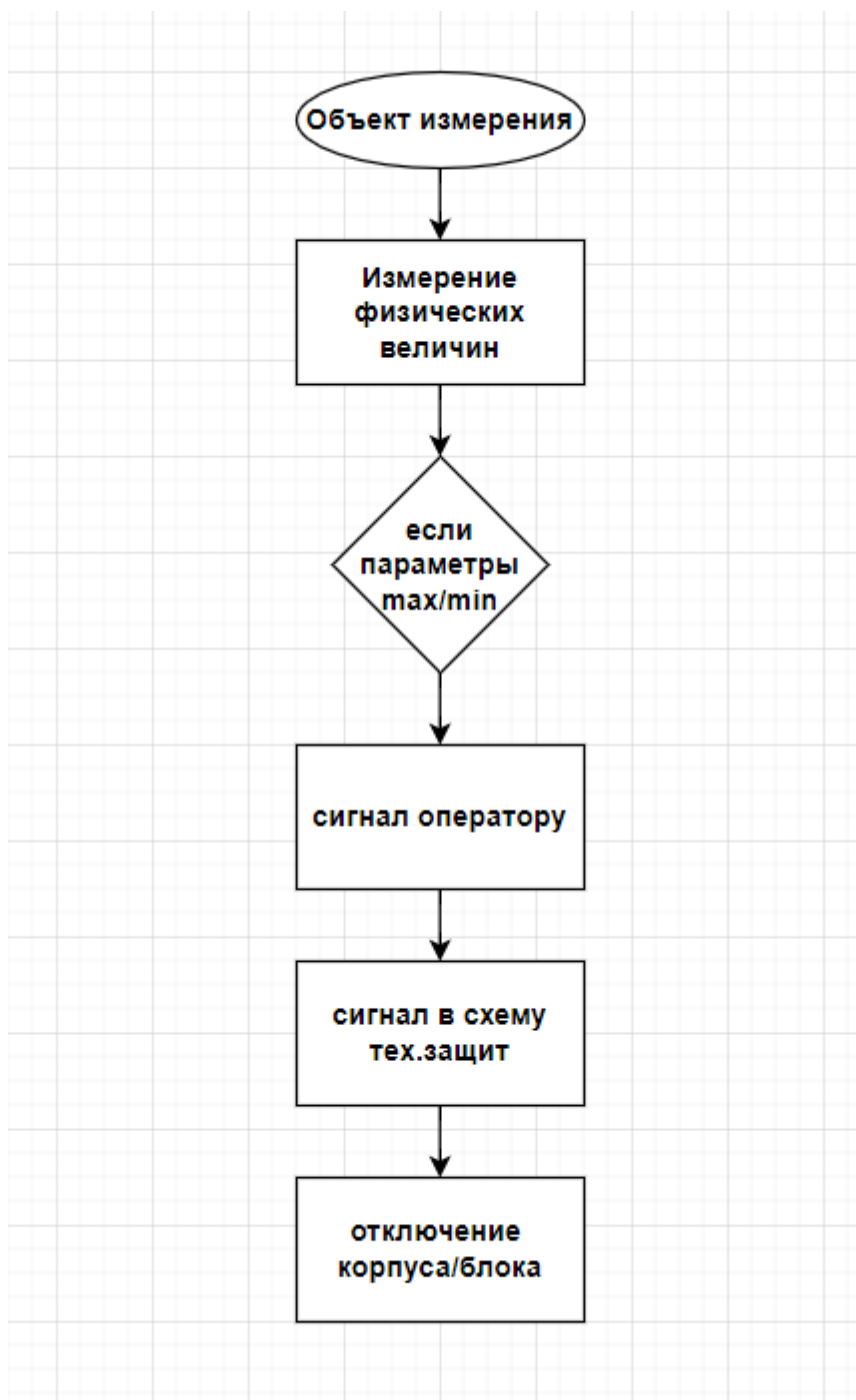 Объект измерения
Измерение
физических
величин
если
параметры
max/min
сигнал оператору
сигнал в схему
тех.защит
отключение
корпуса/блока